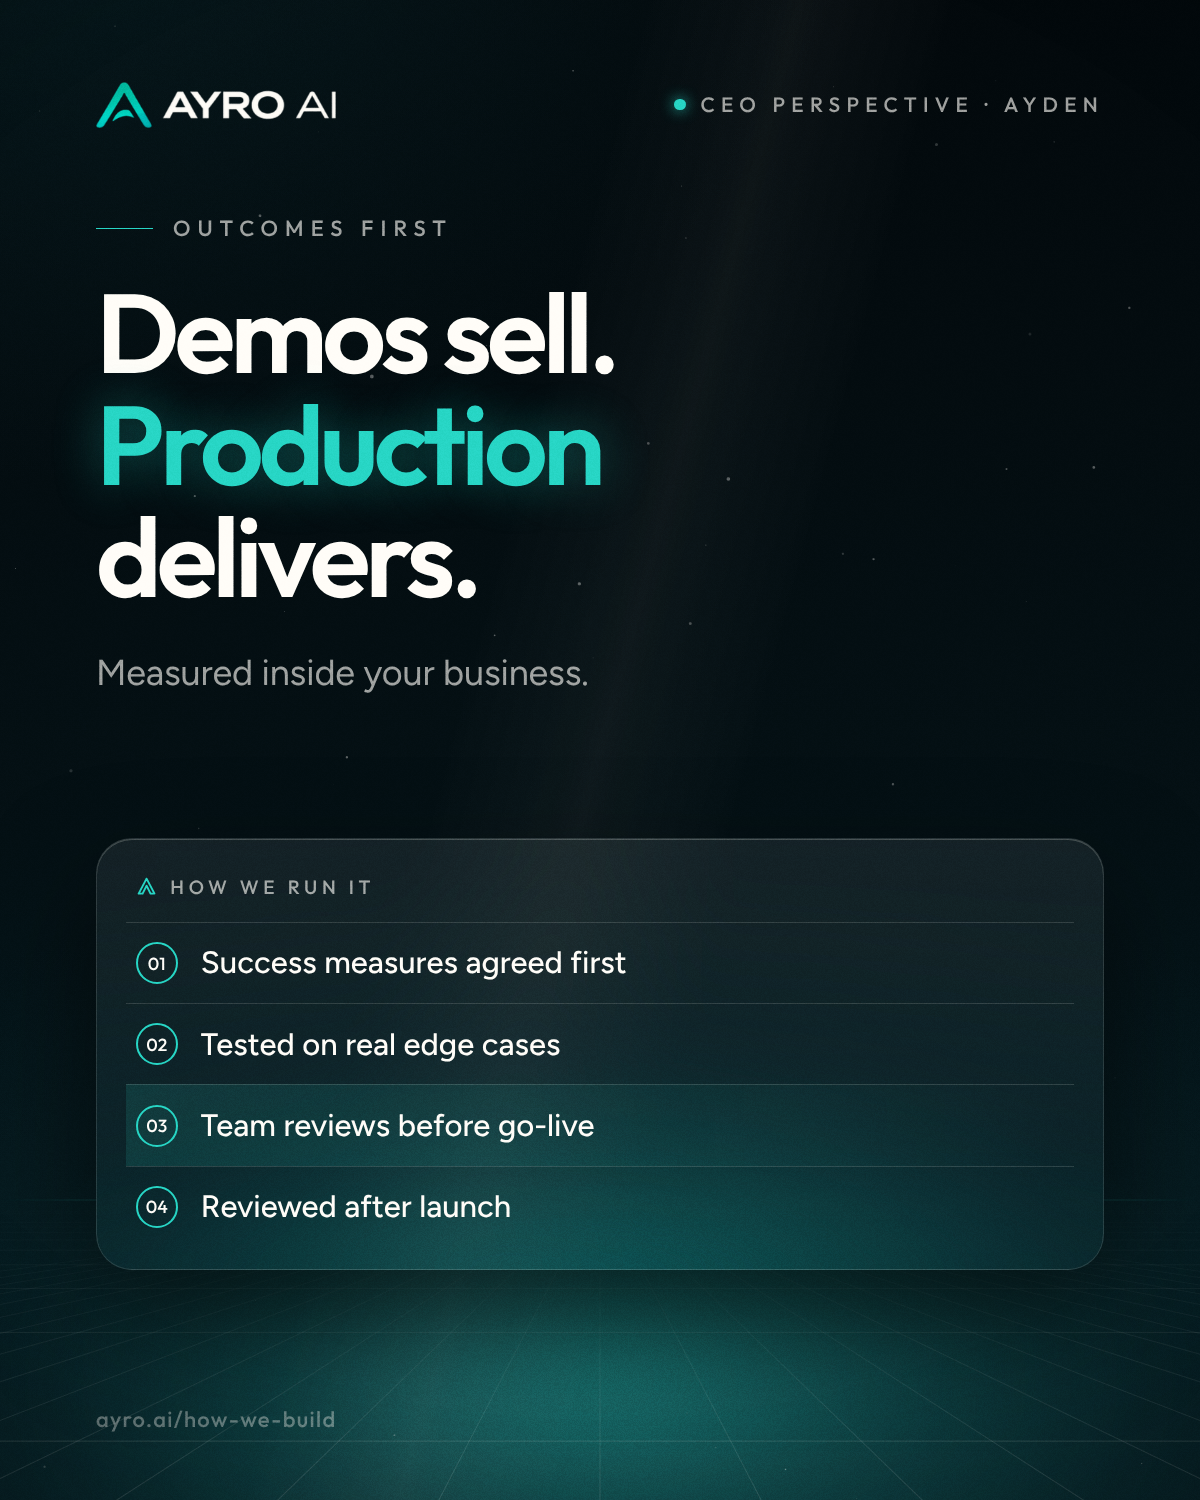 AYRO AI
CEO PERSPECTIVE · AYDEN
OUTCOMES FIRST
Demos sell.
Production
delivers.
Measured inside your business.
HOW WE RUN IT
01 Success measures agreed first
02 Tested on real edge cases
03 Team reviews before go-live
04 Reviewed after launch
ayro.ai/how-we-build